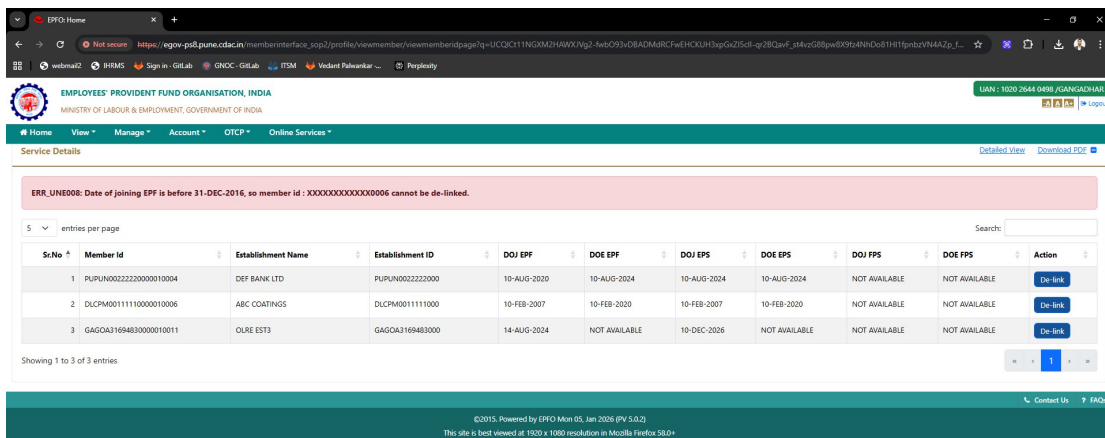 EPFO: Home
Not secure https://egov-ps8.pune.cdac.in/memberinterface_sop2/profile/viewmember/viewmemberidpage?q=
webmail2 IHRMS Sign in · GitLab GNOC · GitLab ITSM Vedant Palwankar -... Perplexity
EMPLOYEES' PROVIDENT FUND ORGANISATION, INDIA
MINISTRY OF LABOUR & EMPLOYMENT, GOVERNMENT OF INDIA
UAN : 1020 2644 0498 /GANGADHAR
-A A A+ Logou
Home View Manage Account OTCP Online Services
Service Details
Detailed View Download PDF
ERR_UNE008: Date of joining EPF is before 31-DEC-2016, so member id : XXXXXXXXXXXX0006 cannot be de-linked.
5 entries per page
Search:
Sr.No Member Id Establishment Name Establishment ID DOJ EPF DOE EPF DOJ EPS DOE EPS DOJ FPS DOE FPS Action
1 PUPUN00222220000010004 DEF BANK LTD PUPUN0022222000 10-AUG-2020 10-AUG-2024 10-AUG-2024 10-AUG-2024 NOT AVAILABLE NOT AVAILABLE De-link
2 DLCPM00111110000010006 ABC COATINGS DLCPM0011111000 10-FEB-2007 10-FEB-2020 10-FEB-2007 10-FEB-2020 NOT AVAILABLE NOT AVAILABLE De-link
3 GAGOA31694830000010011 OLRE EST3 GAGOA3169483000 14-AUG-2024 NOT AVAILABLE 10-DEC-2026 NOT AVAILABLE NOT AVAILABLE NOT AVAILABLE De-link
Showing 1 to 3 of 3 entries
« ‹ 1 › »
Contact Us ? FAQs
©2015. Powered by EPFO Mon 05, Jan 2026 (PV 5.0.2)
This site is best viewed at 1920 x 1080 resolution in Mozilla Firefox 58.0+